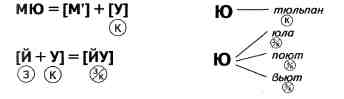 МЮ = [М'] + [У]
К
[Й + У] = [ЙУ]
З К З/К
Ю тюльпан
К
юла
З/К
Ю поют
З/К
вьют
З/К